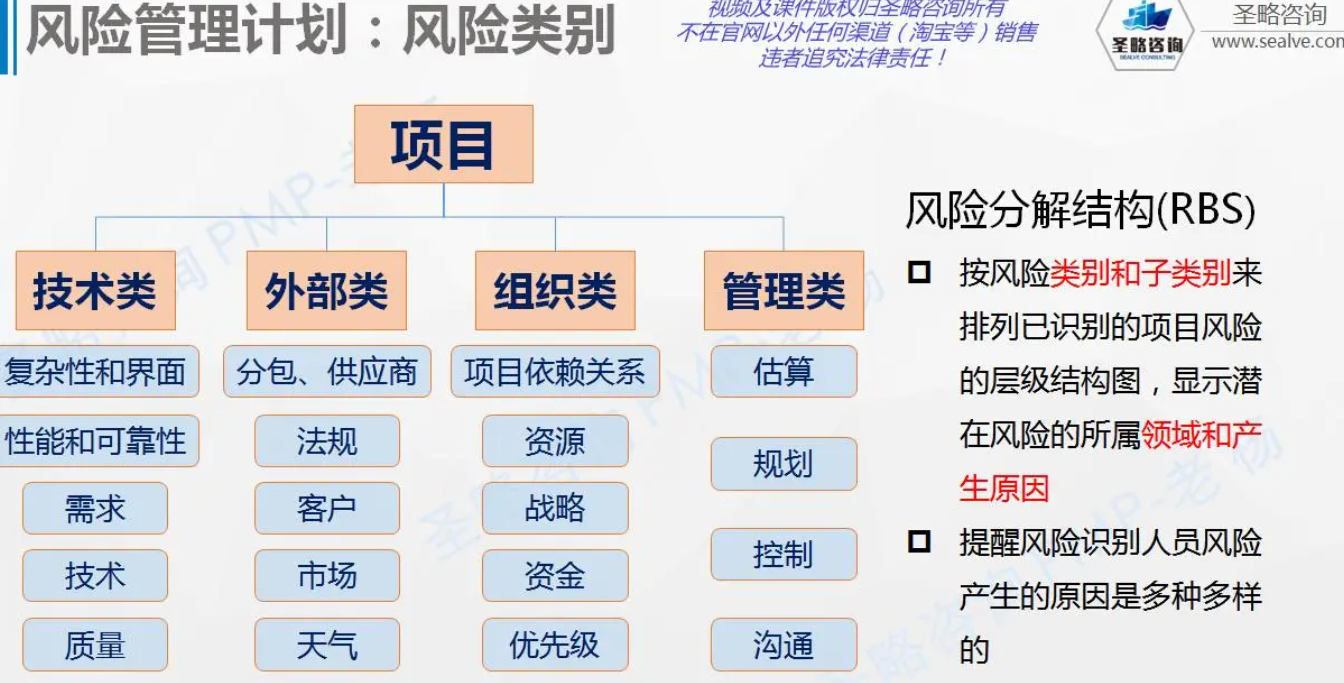 风险管理计划：风险类别
视频及课件版权归圣略咨询所有
不在官网以外任何渠道（淘宝等）销售
违者追究法律责任！
圣略咨询
SEALVE CONSULTING
圣略咨询
www.sealve.com
项目
技术类
外部类
组织类
管理类
复杂性和界面
分包、供应商
项目依赖关系
估算
性能和可靠性
法规
资源
规划
需求
客户
战略
控制
技术
市场
资金
沟通
质量
天气
优先级
风险分解结构(RBS)
按风险类别和子类别来
排列已识别的项目风险
的层级结构图，显示潜
在风险的所属领域和产
生原因
提醒风险识别人员风险
产生的原因是多种多样
的
圣略咨询PMP-老杨